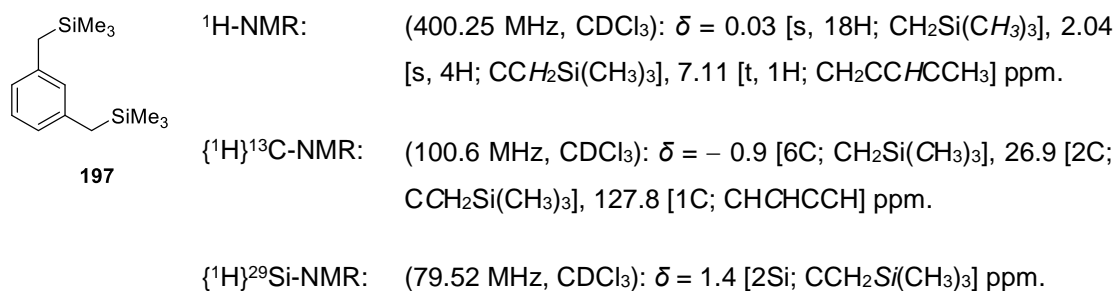 SiMe₃
SiMe₃
197
¹H-NMR: (400.25 MHz, CDCl₃): δ = 0.03 [s, 18H; CH₂Si(CH₃)₃], 2.04
[s, 4H; CCH₂Si(CH₃)₃], 7.11 [t, 1H; CH₂CCHCCH₃] ppm.
{¹H}¹³C-NMR: (100.6 MHz, CDCl₃): δ = − 0.9 [6C; CH₂Si(CH₃)₃], 26.9 [2C;
CCH₂Si(CH₃)₃], 127.8 [1C; CHCHCCH] ppm.
{¹H}²⁹Si-NMR: (79.52 MHz, CDCl₃): δ = 1.4 [2Si; CCH₂Si(CH₃)₃] ppm.